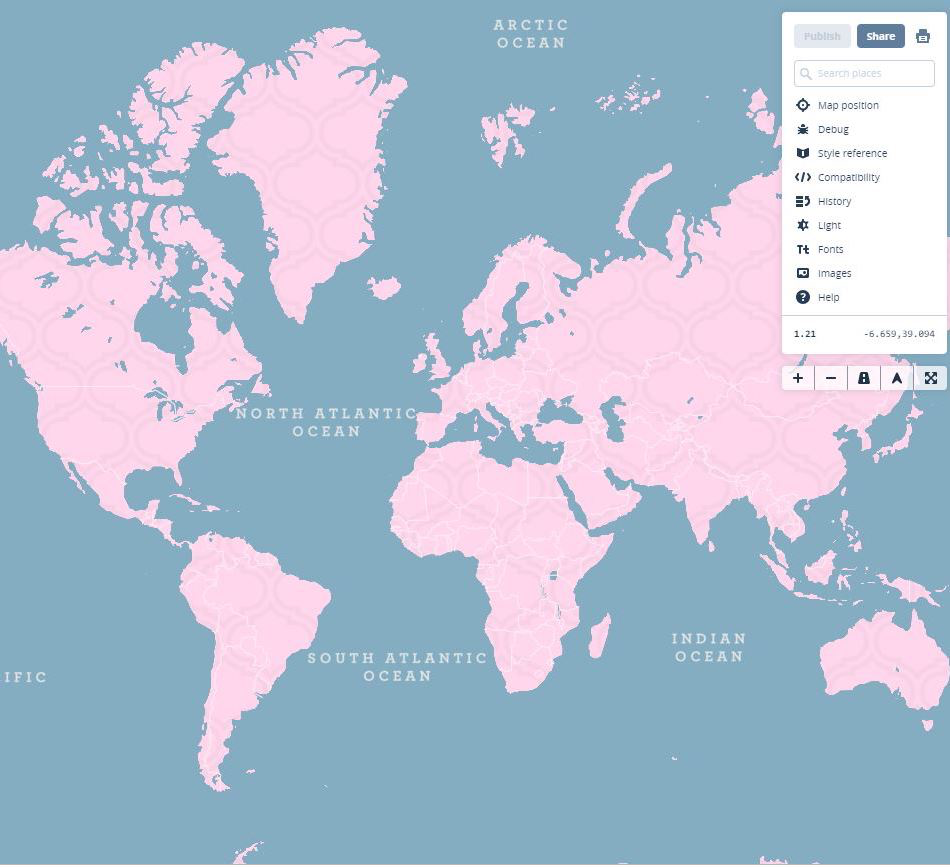 ARCTIC
OCEAN
Publish
Share
Search places
Map position
Debug
Style reference
Compatibility
History
Light
Fonts
Images
Help
1.21
-6.659,39.094
NORTH ATLANTIC
OCEAN
INDIAN
OCEAN
SOUTH ATLANTIC
OCEAN
IFIC